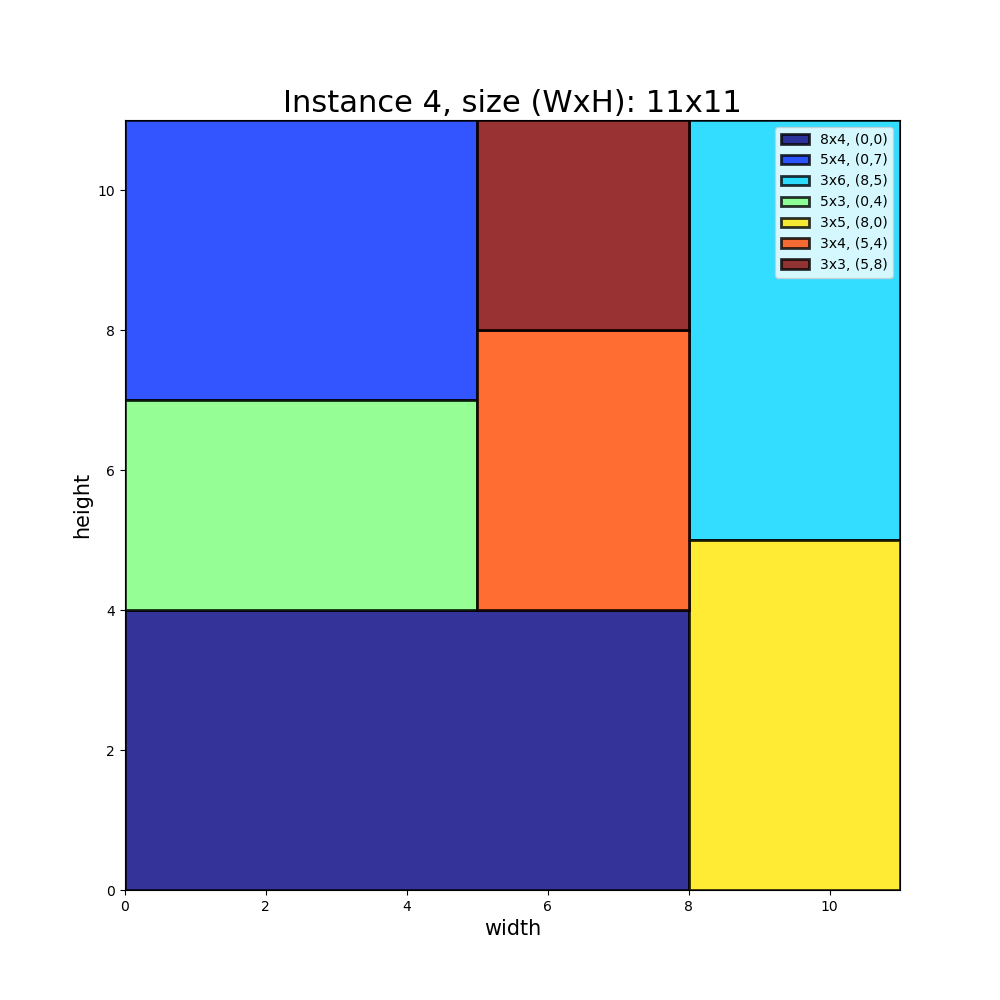 Instance 4, size (WxH): 11x11
8x4, (0,0)
5x4, (0,7)
3x6, (8,5)
5x3, (0,4)
3x5, (8,0)
3x4, (5,4)
3x3, (5,8)
10
8
6
4
2
0
height
0 2 4 6 8 10
width